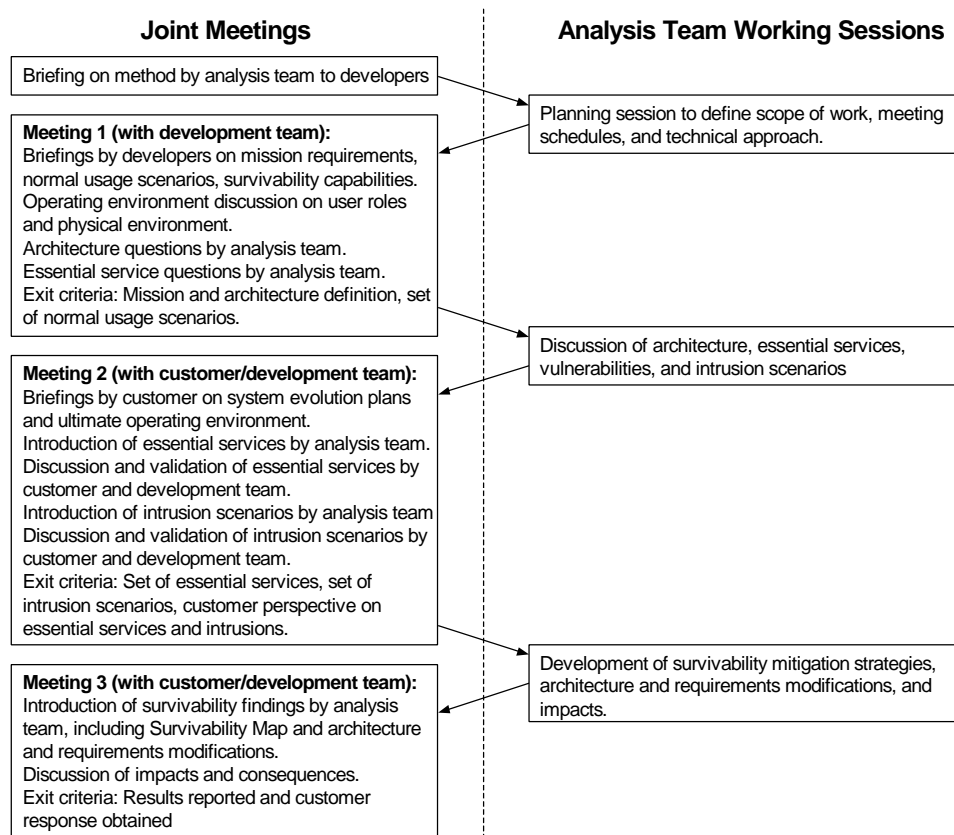 Joint Meetings
Analysis Team Working Sessions
Briefing on method by analysis team to developers
Planning session to define scope of work, meeting
schedules, and technical approach.
Meeting 1 (with development team):
Briefings by developers on mission requirements,
normal usage scenarios, survivability capabilities.
Operating environment discussion on user roles
and physical environment.
Architecture questions by analysis team.
Essential service questions by analysis team.
Exit criteria: Mission and architecture definition, set
of normal usage scenarios.
Discussion of architecture, essential services,
vulnerabilities, and intrusion scenarios
Meeting 2 (with customer/development team):
Briefings by customer on system evolution plans
and ultimate operating environment.
Introduction of essential services by analysis team.
Discussion and validation of essential services by
customer and development team.
Introduction of intrusion scenarios by analysis team
Discussion and validation of intrusion scenarios by
customer and development team.
Exit criteria: Set of essential services, set of
intrusion scenarios, customer perspective on
essential services and intrusions.
Development of survivability mitigation strategies,
architecture and requirements modifications, and
impacts.
Meeting 3 (with customer/development team):
Introduction of survivability findings by analysis
team, including Survivability Map and architecture
and requirements modifications.
Discussion of impacts and consequences.
Exit criteria: Results reported and customer
response obtained